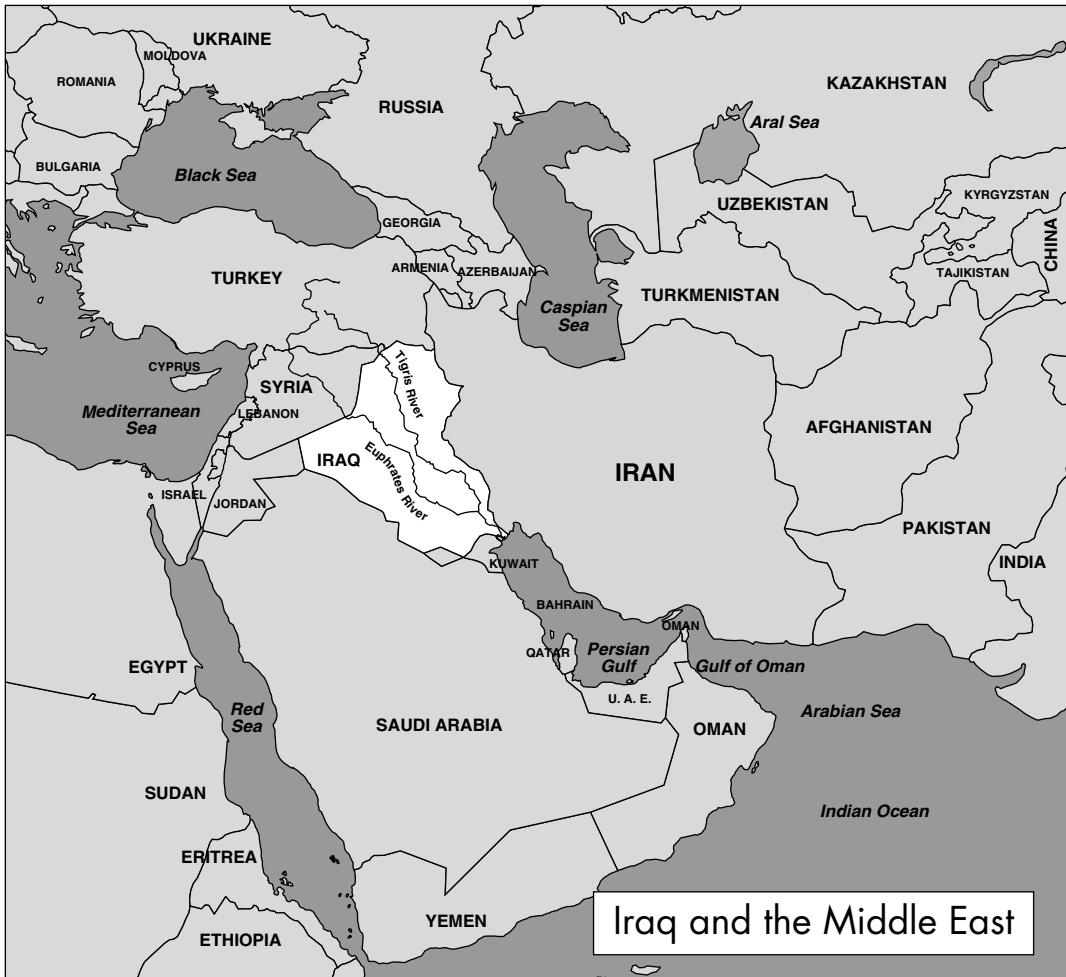 UKRAINE
MOLDOVA
ROMANIA
KAZAKHSTAN
RUSSIA
Aral Sea
BULGARIA
Black Sea
KYRGYZSTAN
UZBEKISTAN
GEORGIA
CHINA
ARMENIA
AZERBAIJAN
TAJIKISTAN
TURKEY
TURKMENISTAN
Caspian
Sea
CYPRUS
SYRIA
Tigris River
LEBANON
Mediterranean
Sea
AFGHANISTAN
IRAQ
Euphrates River
IRAN
ISRAEL
JORDAN
PAKISTAN
INDIA
KUWAIT
BAHRAIN
OMAN
QATAR
Persian
Gulf
EGYPT
Gulf of Oman
U. A. E.
Red
Sea
SAUDI ARABIA
OMAN
Arabian Sea
SUDAN
Indian Ocean
ERITREA
YEMEN
ETHIOPIA
Iraq and the Middle East